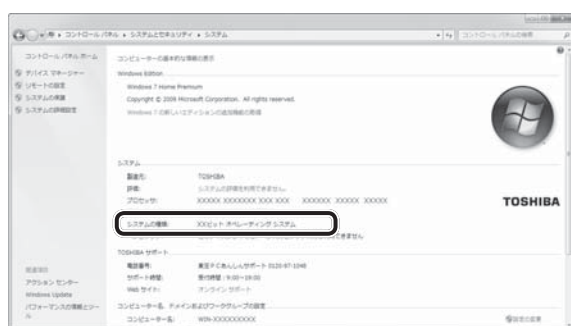 コントロール パネル ▸ システムとセキュリティ ▸ システム
コントロール パネルの検索
コントロール パネル ホーム
デバイス マネージャー
リモートの設定
システムの保護
システムの詳細設定
コンピューターの基本的な情報の表示
Windows Edition
Windows 7 Home Premium
Copyright © 2009 Microsoft Corporation. All rights reserved.
Windows 7 の新しいエディションの追加機能の取得
システム
製造元: TOSHIBA
評価: システムの評価を利用できません。
プロセッサ: XXXXX XXXXXXX XXX XXX XXXXXX XXXXX XXXXX
TOSHIBA
システムの種類: XXビット オペレーティング システム
TOSHIBA サポート
電話番号: 東芝PCあんしんサポート 0120-97-1048
サポート時間: 受付時間:9:00~19:00
Web サイト: オンライン サポート
コンピューター名、ドメインおよびワークグループの設定
コンピューター名: WIN-XXXXXXXXXX
設定の変更
関連項目
アクション センター
Windows Update
パフォーマンスの情報とツール